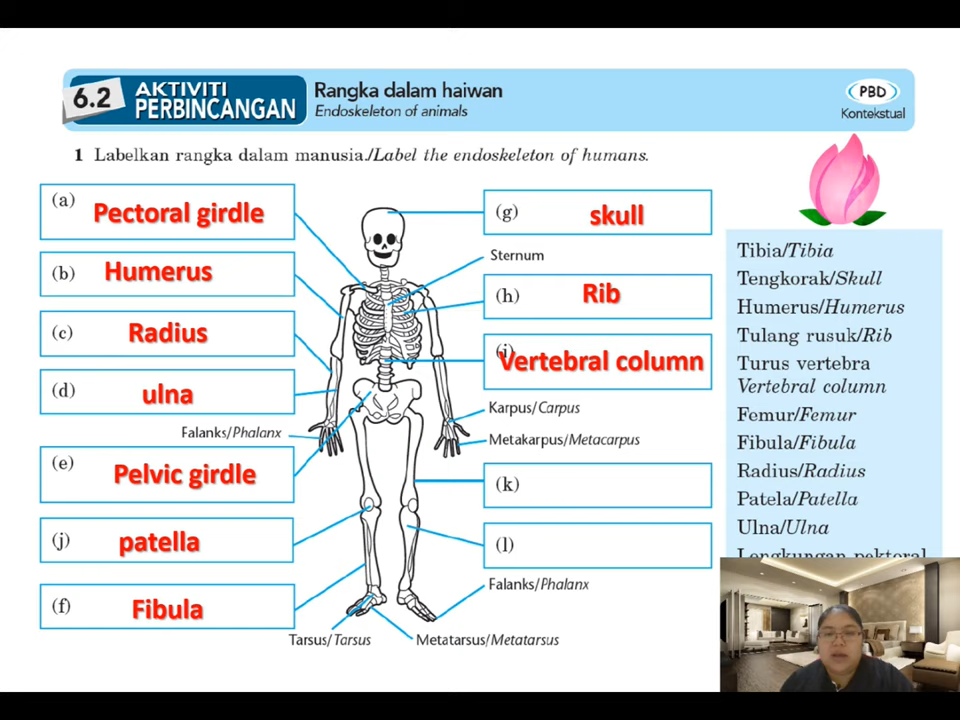 6.2
AKTIVITI
PERBINCANGAN
Rangka dalam haiwan
Endoskeleton of animals
PBD
Kontekstual
1 Labelkan rangka dalam manusia./Label the endoskeleton of humans.
(a) Pectoral girdle
(b) Humerus
(c) Radius
(d) ulna
Falanks/Phalanx
(e) Pelvic girdle
(j) patella
(f) Fibula
Tarsus/Tarsus
Metatarsus/Metatarsus
(g) skull
Sternum
(h) Rib
(i) Vertebral column
Karpus/Carpus
Metakarpus/Metacarpus
(k)
(l)
Falanks/Phalanx
Tibia/Tibia
Tengkorak/Skull
Humerus/Humerus
Tulang rusuk/Rib
Turus vertebra
Vertebral column
Femur/Femur
Fibula/Fibula
Radius/Radius
Patela/Patella
Ulna/Ulna
Lengkungan pektoral